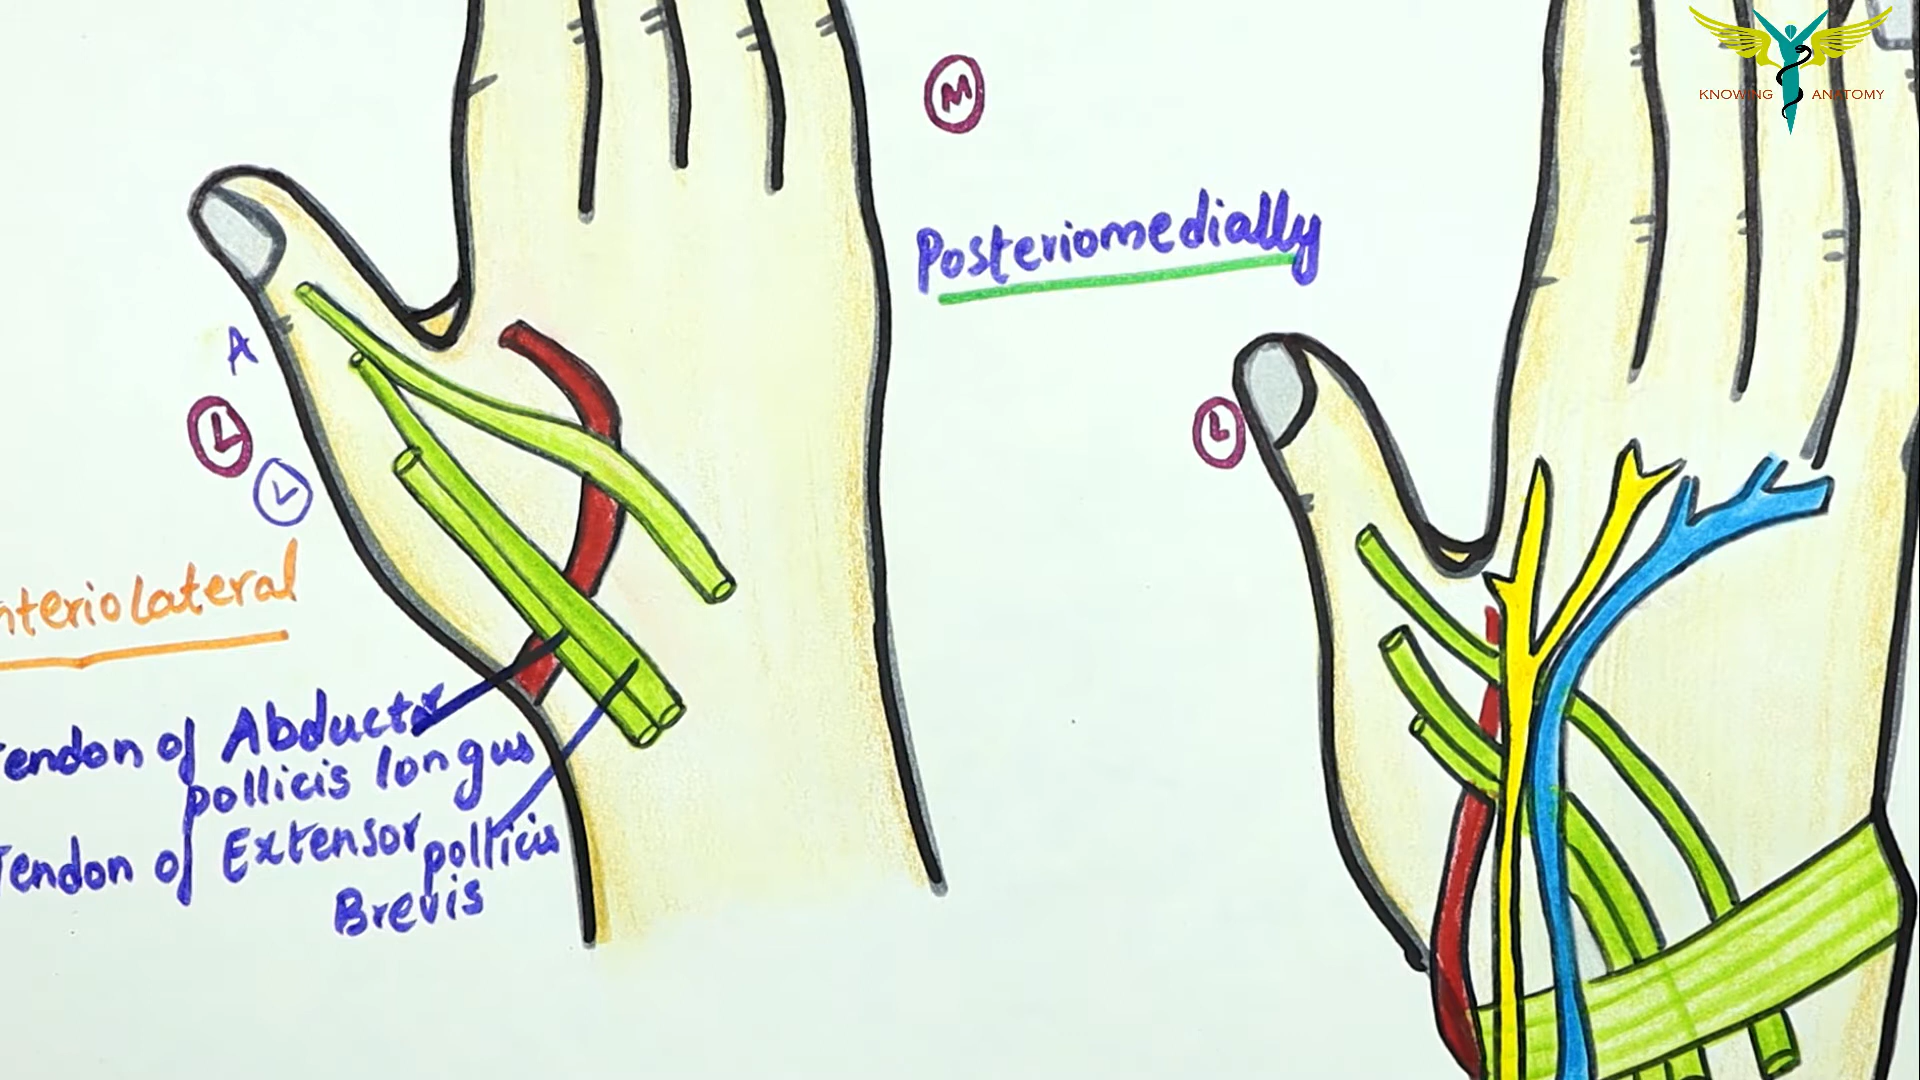 KNOWING ANATOMY
M
Posteriomedially
A
L
L
L
nteriolateral
Tendon of Abductor
pollicis longus
Tendon of Extensor pollicis
Brevis